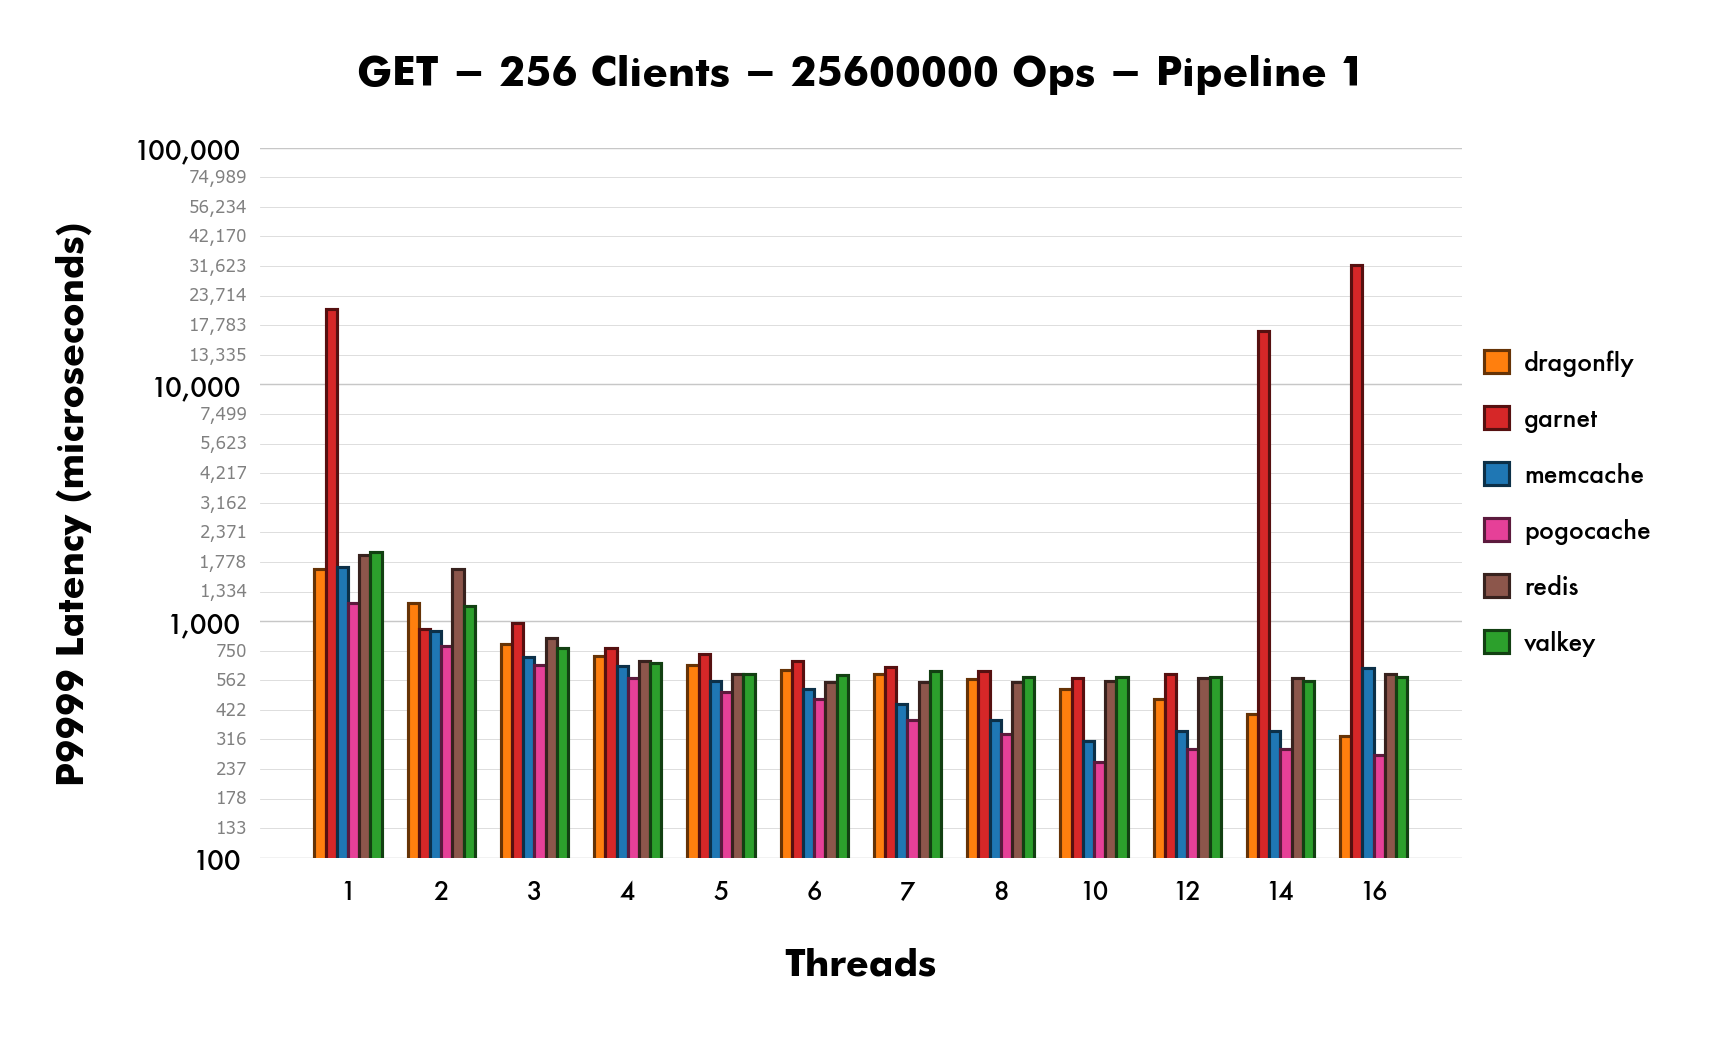 GET – 256 Clients – 25600000 Ops – Pipeline 1
P9999 Latency (microseconds)
100,000
74,989
56,234
42,170
31,623
23,714
17,783
13,335
10,000
7,499
5,623
4,217
3,162
2,371
1,778
1,334
1,000
750
562
422
316
237
178
133
100
1 2 3 4 5 6 7 8 10 12 14 16
Threads
dragonfly
garnet
memcache
pogocache
redis
valkey